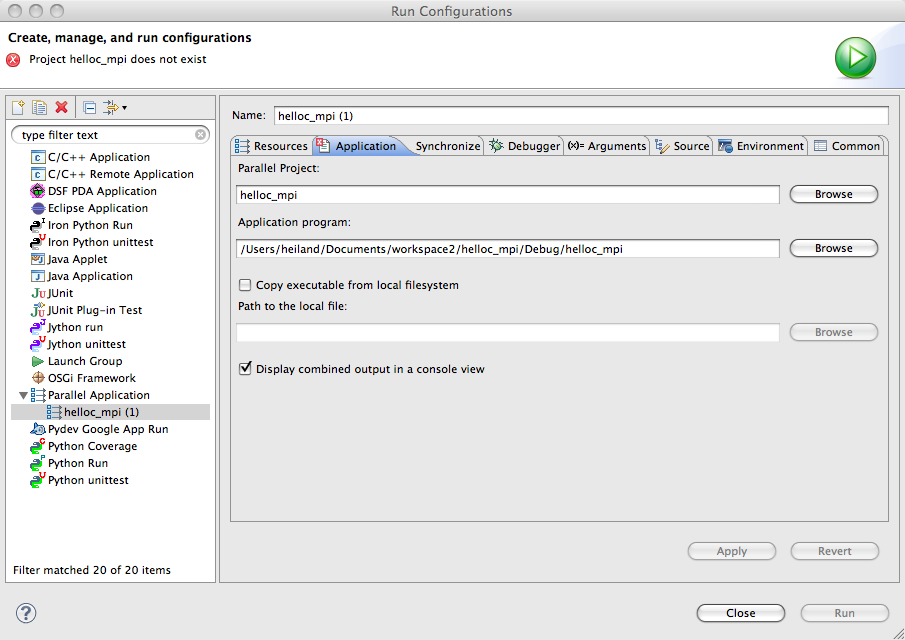 Run Configurations
Create, manage, and run configurations
Project helloc_mpi does not exist
type filter text
C/C++ Application
C/C++ Remote Application
DSF PDA Application
Eclipse Application
Iron Python Run
Iron Python unittest
Java Applet
Java Application
JUnit
JUnit Plug-in Test
Jython run
Jython unittest
Launch Group
OSGi Framework
Parallel Application
helloc_mpi (1)
Pydev Google App Run
Python Coverage
Python Run
Python unittest
Filter matched 20 of 20 items
Name: helloc_mpi (1)
Resources Application Synchronize Debugger (x)= Arguments Source Environment Common
Parallel Project:
helloc_mpi Browse
Application program:
/Users/heiland/Documents/workspace2/helloc_mpi/Debug/helloc_mpi Browse
Copy executable from local filesystem
Path to the local file:
Browse
Display combined output in a console view
Apply Revert
? Close Run